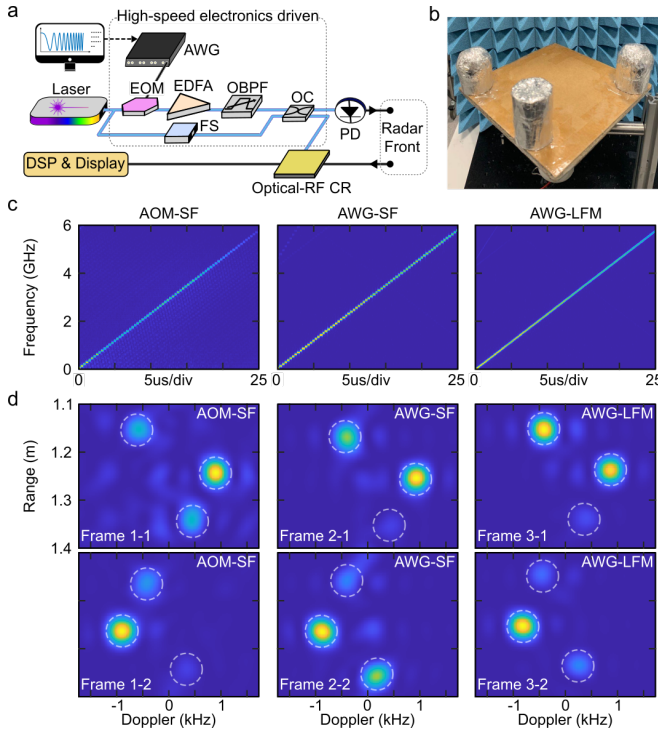 a
High-speed electronics driven
AWG
Laser
EOM
EDFA
OBPF
OC
FS
PD
Radar
Front
DSP & Display
Optical-RF CR
b
c
AOM-SF
AWG-SF
AWG-LFM
Frequency (GHz)
6
4
2
0
0
5us/div
25
0
5us/div
25
0
5us/div
25
d
Range (m)
1.1
1.2
1.3
1.4
AOM-SF
Frame 1-1
AWG-SF
Frame 2-1
AWG-LFM
Frame 3-1
AOM-SF
Frame 1-2
AWG-SF
Frame 2-2
AWG-LFM
Frame 3-2
-1 0 1
Doppler (kHz)
-1 0 1
Doppler (kHz)
-1 0 1
Doppler (kHz)